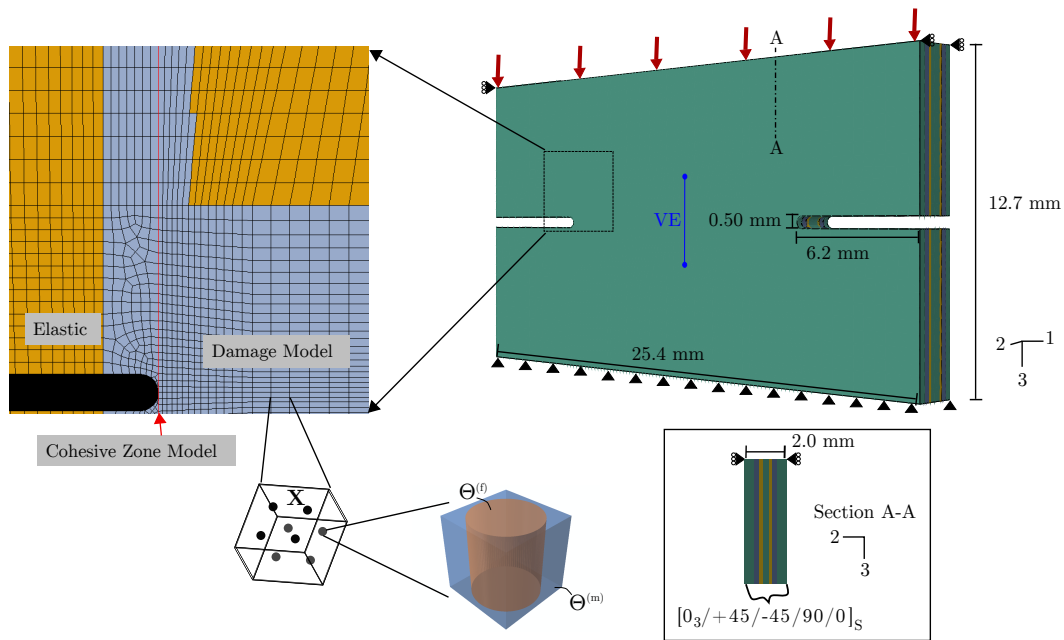 Elastic
Damage Model
Cohesive Zone Model
X
Θ(f)
Θ(m)
A
A
VE
0.50 mm
6.2 mm
12.7 mm
25.4 mm
2 1
3
2.0 mm
Section A-A
2
3
[0₃/+45/-45/90/0]S